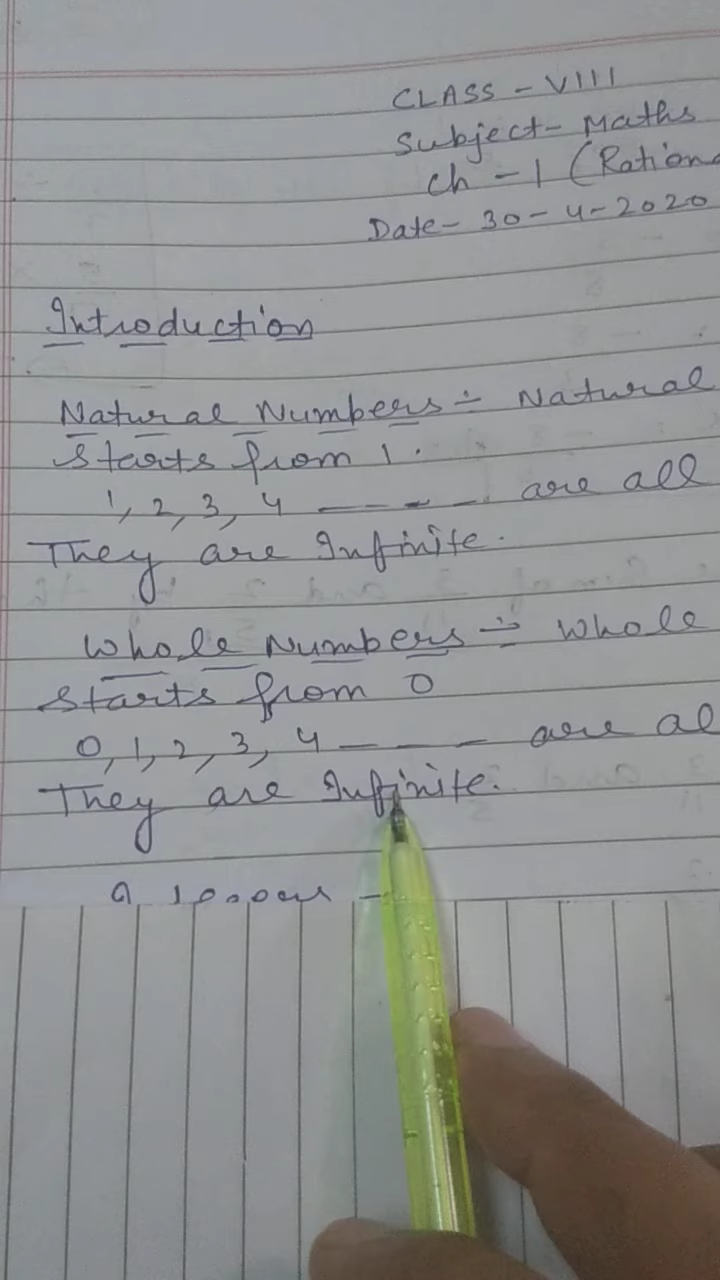 CLASS - VIII
Subject- Maths
Ch - 1 (Rationa
Date- 30-4-2020
Introduction
Natural Numbers :- Natural
starts from 1.
1, 2, 3, 4 ---- are all
They are Infinite.
Whole Numbers :- Whole
starts from 0
0, 1, 2, 3, 4 --- are al
They are Infinite.